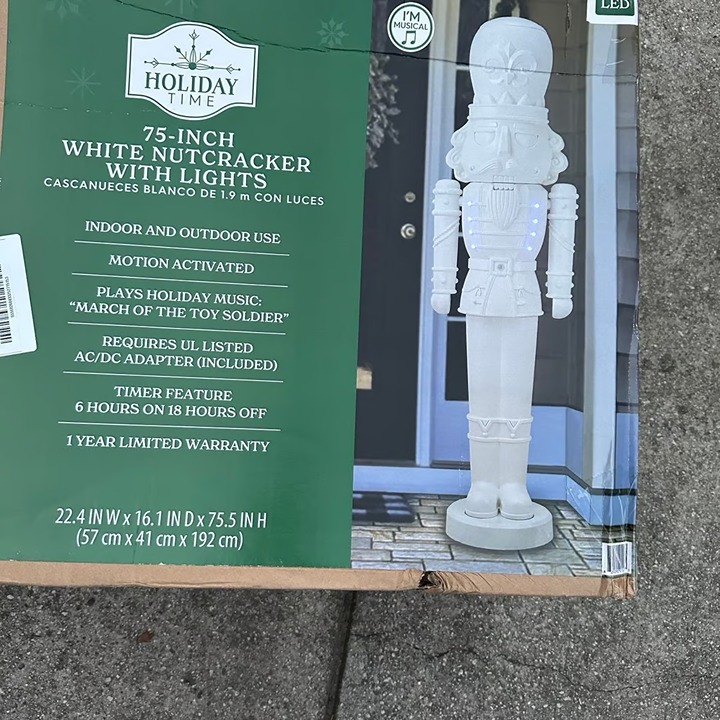 HOLIDAY
TIME
75-INCH
WHITE NUTCRACKER
WITH LIGHTS
CASCANUECES BLANCO DE 1.9 m CON LUCES
INDOOR AND OUTDOOR USE
MOTION ACTIVATED
PLAYS HOLIDAY MUSIC:
“MARCH OF THE TOY SOLDIER”
REQUIRES UL LISTED
AC/DC ADAPTER (INCLUDED)
TIMER FEATURE
6 HOURS ON 18 HOURS OFF
1 YEAR LIMITED WARRANTY
22.4 IN W x 16.1 IN D x 75.5 IN H
(57 cm x 41 cm x 192 cm)
I'M
MUSICAL
LED